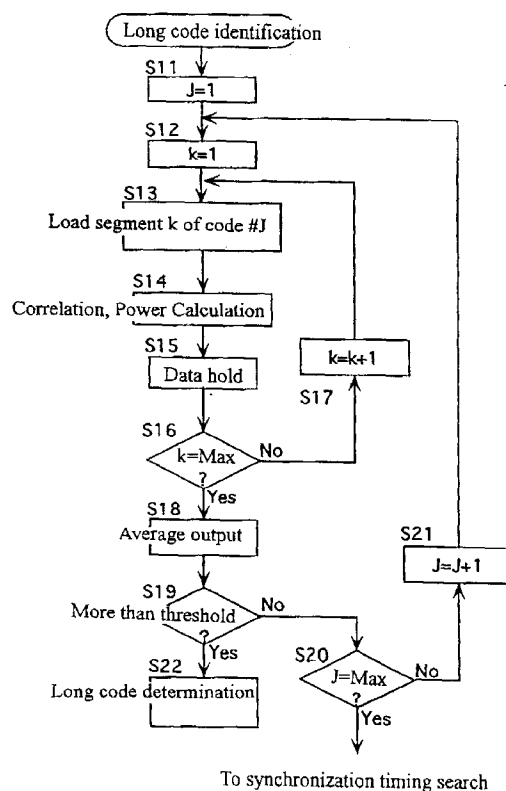 Long code identification
S11
J=1
S12
k=1
S13
Load segment k of code #J
S14
Correlation, Power Calculation
S15
Data hold
k=k+1
S17
S16
k=Max
?
No
Yes
S18
Average output
S21
J=J+1
S19
More than threshold
?
No
Yes
S20
J=Max
?
No
Yes
S22
Long code determination
To synchronization timing search